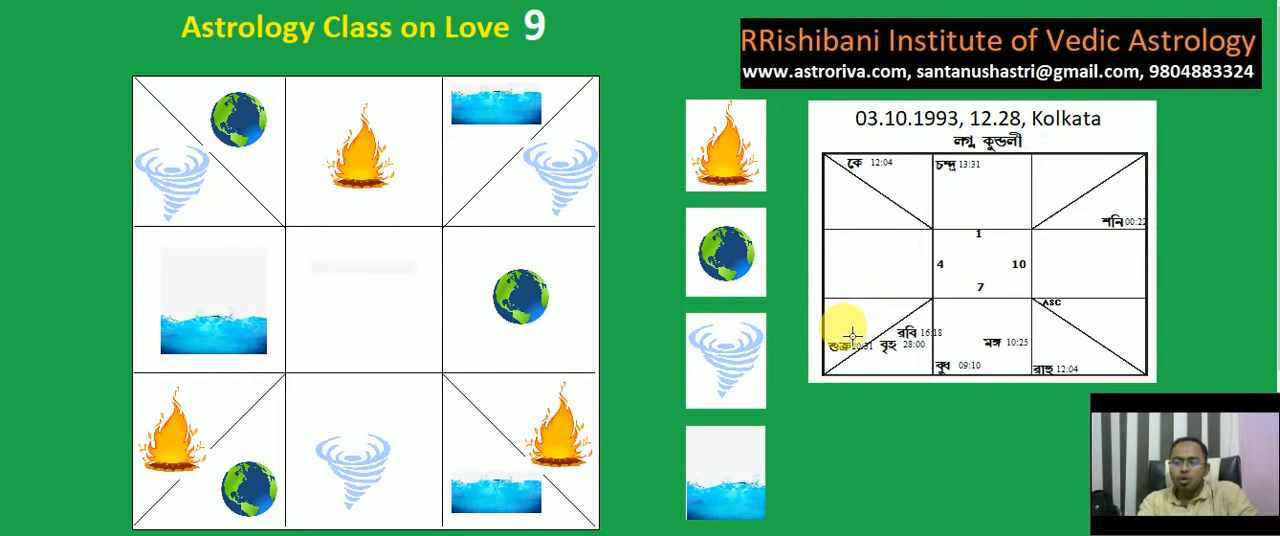 Astrology Class on Love 9
RRishibani Institute of Vedic Astrology
www.astroriva.com, santanushastri@gmail.com, 9804883324
03.10.1993, 12.28, Kolkata
লগ্ন কুন্ডলী
কে 12:04
চন্দ্র 13:31
শনি 00:22
1
4 10
7
ASC
রবি 16:18
শুক্র বৃহ 28:00
মঙ্গ 10:25
বুধ 09:10
রাহু 12:04